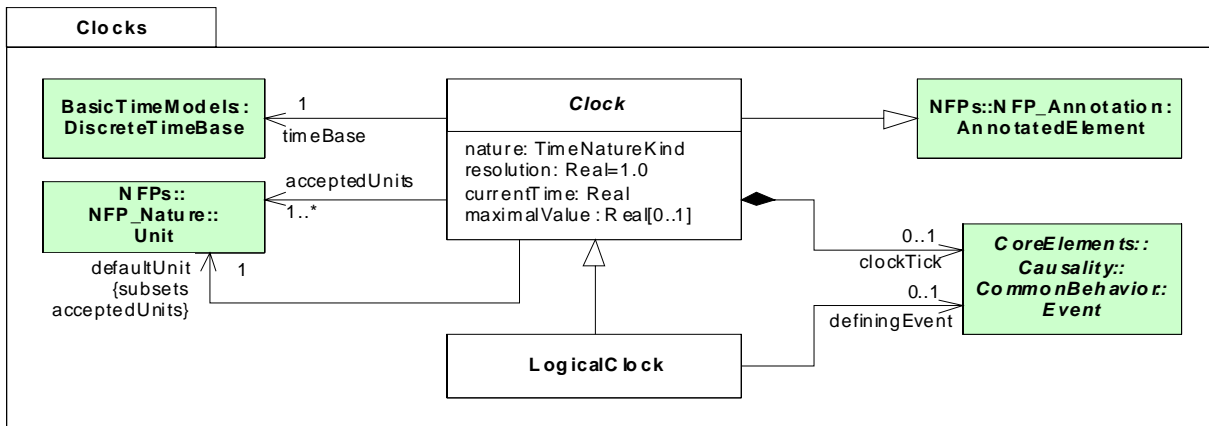 Clocks
BasicTimeModels::
DiscreteTimeBase
1
timeBase
Clock
nature: TimeNatureKind
resolution: Real=1.0
currentTime: Real
maximalValue: Real[0..1]
NFPs::NFP_Annotation:
AnnotatedElement
NFPs::
NFP_Nature::
Unit
acceptedUnits
1..*
defaultUnit
{subsets
acceptedUnits}
1
0..1
clockTick
CoreElements::
Causality::
CommonBehavior::
Event
0..1
definingEvent
LogicalClock